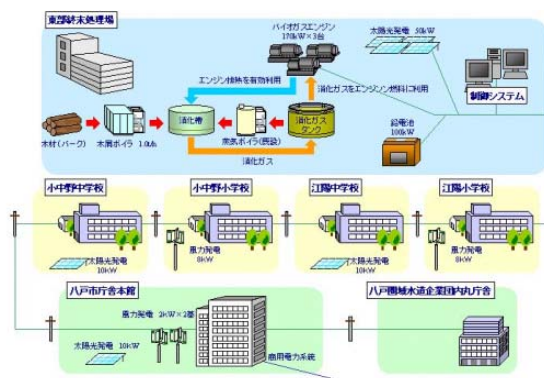 東部終末処理場
バイオガスエンジン
170kW×3台
太陽光発電 50kW
エンジン排熱を有効利用
消化ガスをエンジン燃料に利用
制御システム
消化槽
消化ガス
タンク
木材(バーク)
木屑ボイラ 1.0t/h
蒸気ボイラ(既設)
鉛電池
100kW
消化ガス
小中野中学校
小中野小学校
江陽中学校
江陽小学校
太陽光発電
10kW
風力発電
8kW
太陽光発電
10kW
風力発電
8kW
八戸市庁舎本館
八戸圏域水道企業団内丸庁舎
風力発電 2kW×2基
太陽光発電 10kW
商用電力系統